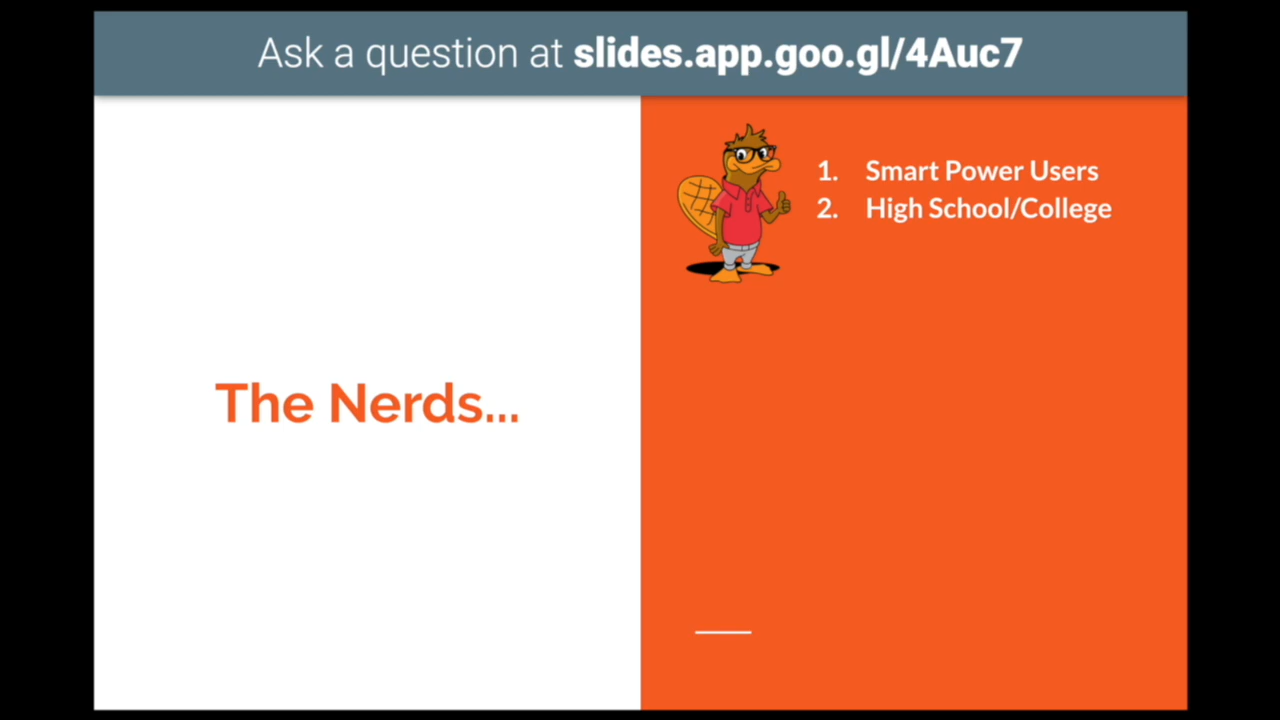 Ask a question at slides.app.goo.gl/4Auc7
The Nerds...
1. Smart Power Users
2. High School/College